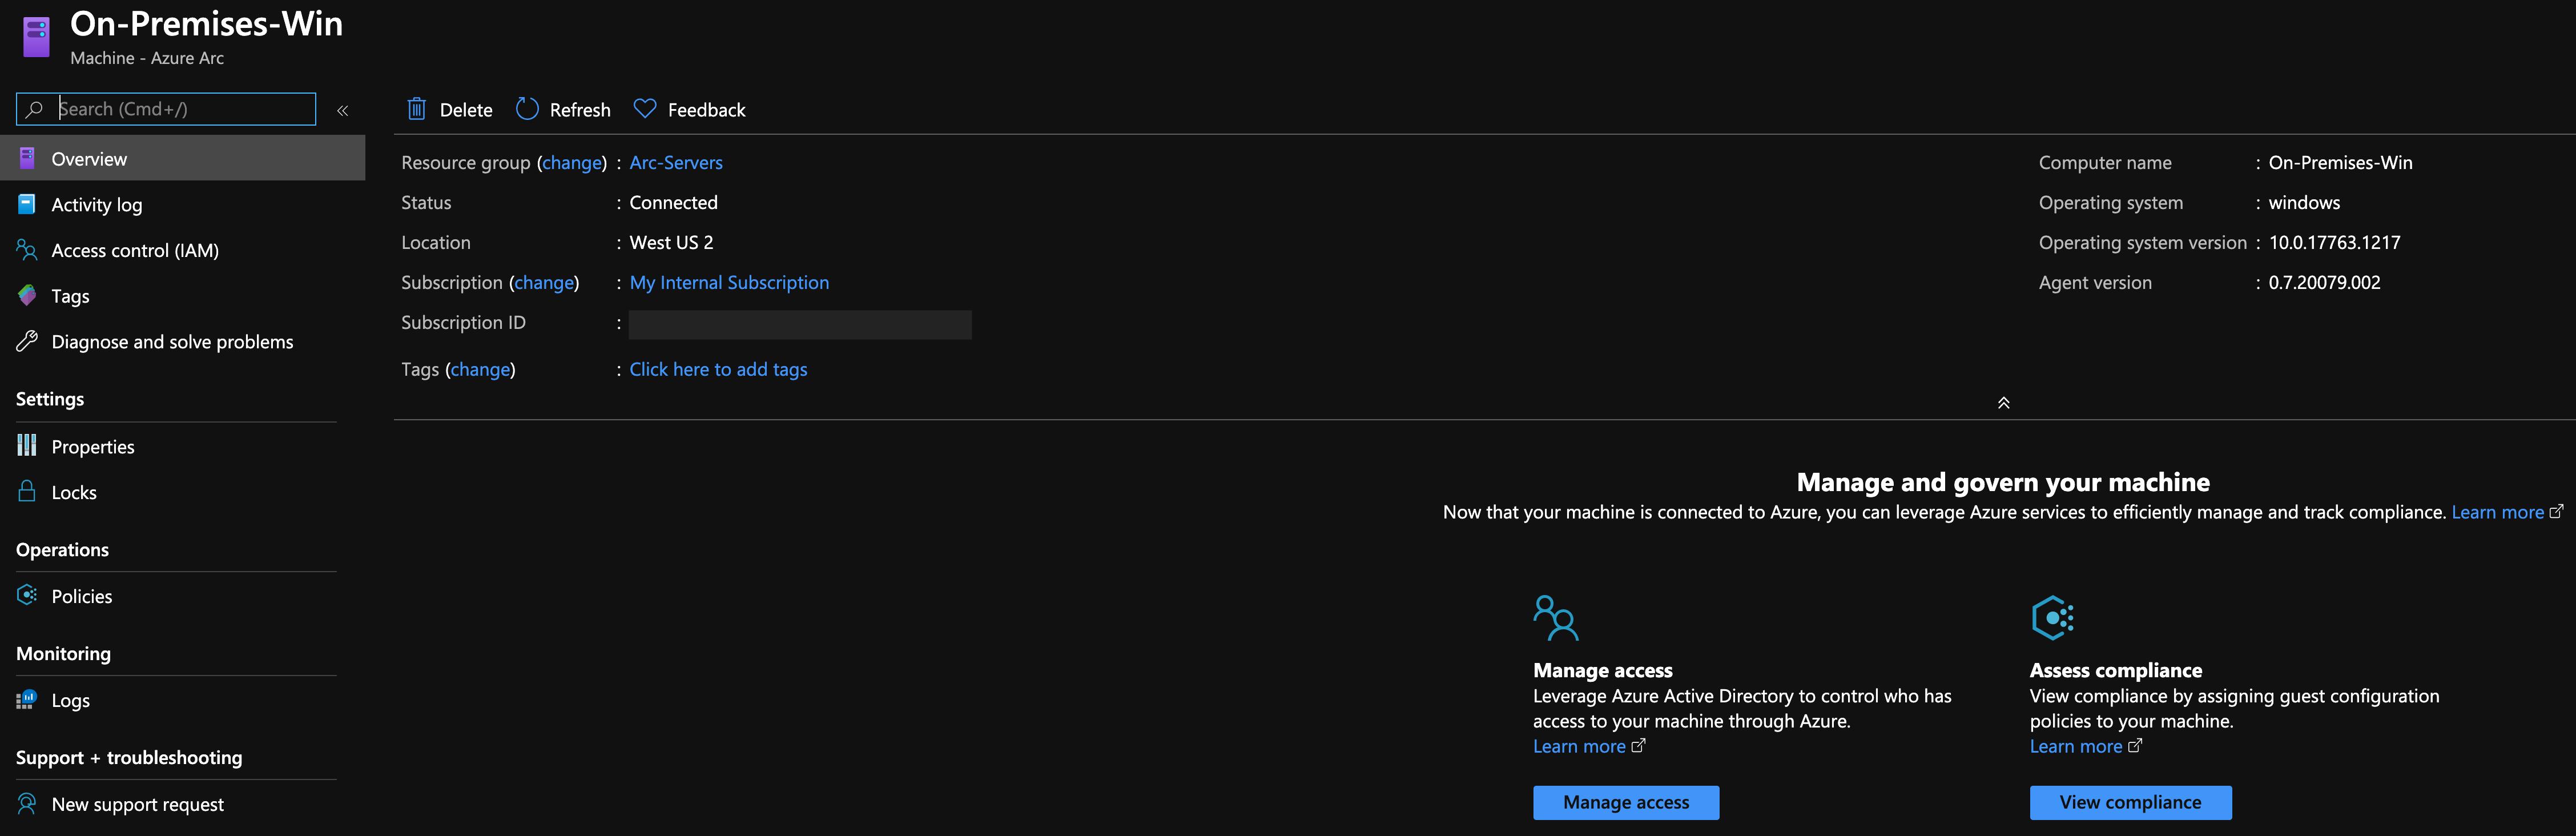 On-Premises-Win
Machine - Azure Arc
Search (Cmd+/)
«
Overview
Activity log
Access control (IAM)
Tags
Diagnose and solve problems
Settings
Properties
Locks
Operations
Policies
Monitoring
Logs
Support + troubleshooting
New support request
Delete Refresh Feedback
Resource group (change) : Arc-Servers
Status : Connected
Location : West US 2
Subscription (change) : My Internal Subscription
Subscription ID :
Tags (change) : Click here to add tags
Computer name : On-Premises-Win
Operating system : windows
Operating system version : 10.0.17763.1217
Agent version : 0.7.20079.002
Manage and govern your machine
Now that your machine is connected to Azure, you can leverage Azure services to efficiently manage and track compliance. Learn more
Manage access
Leverage Azure Active Directory to control who has
access to your machine through Azure.
Learn more
Manage access
Assess compliance
View compliance by assigning guest configuration
policies to your machine.
Learn more
View compliance